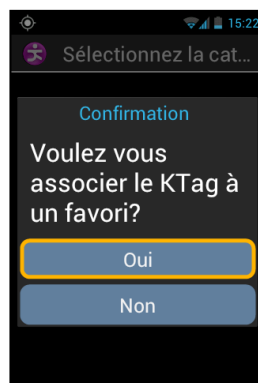 15:22
Sélectionnez la cat...
Confirmation
Voulez vous
associer le KTag à
un favori?
Oui
Non